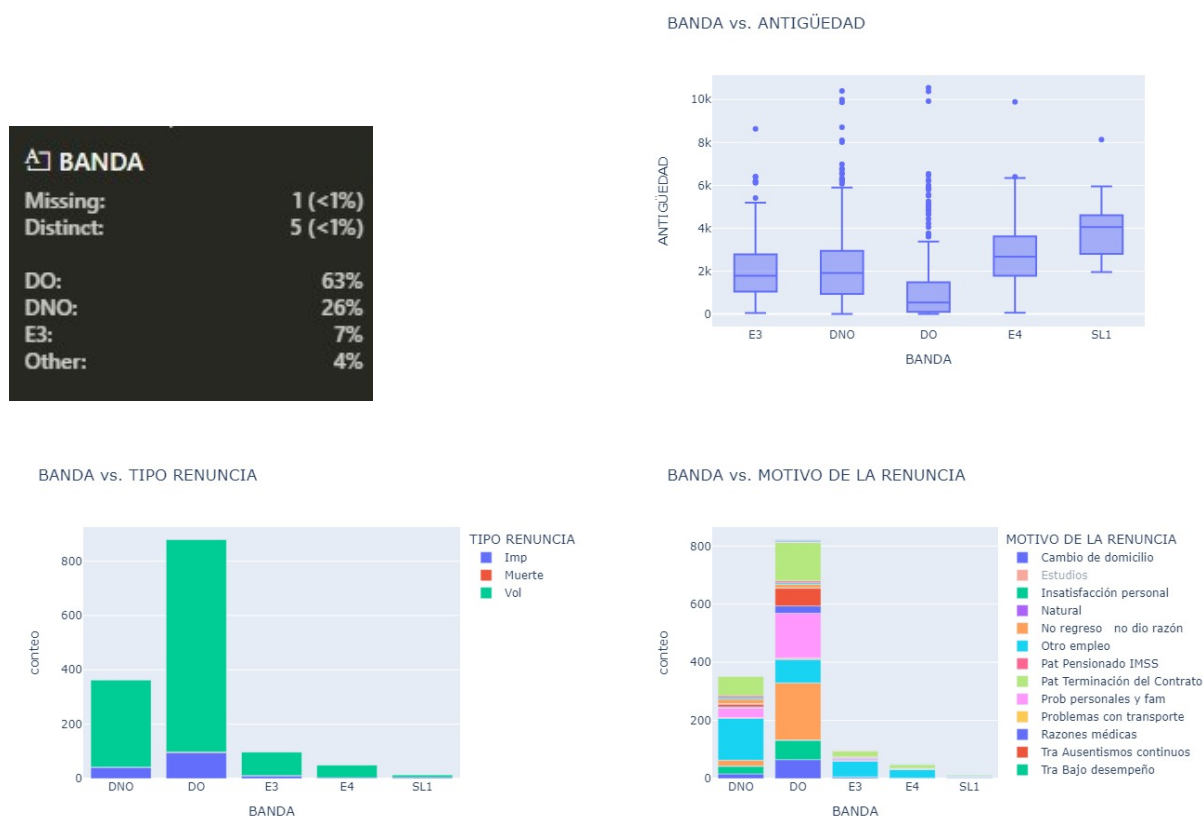 BANDA vs. ANTIGÜEDAD
10k
8k
6k
4k
2k
0
ANTIGÜEDAD
E3 DNO DO E4 SL1
BANDA
A BANDA
Missing: 1 (<1%)
Distinct: 5 (<1%)
DO: 63%
DNO: 26%
E3: 7%
Other: 4%
BANDA vs. TIPO RENUNCIA
800
600
400
200
0
conteo
DNO DO E3 E4 SL1
BANDA
TIPO RENUNCIA
Imp
Muerte
Vol
BANDA vs. MOTIVO DE LA RENUNCIA
800
600
400
200
0
conteo
DNO DO E3 E4 SL1
BANDA
MOTIVO DE LA RENUNCIA
Cambio de domicilio
Estudios
Insatisfacción personal
Natural
No regreso no dio razón
Otro empleo
Pat Pensionado IMSS
Pat Terminación del Contrato
Prob personales y fam
Problemas con transporte
Razones médicas
Tra Ausentismos continuos
Tra Bajo desempeño